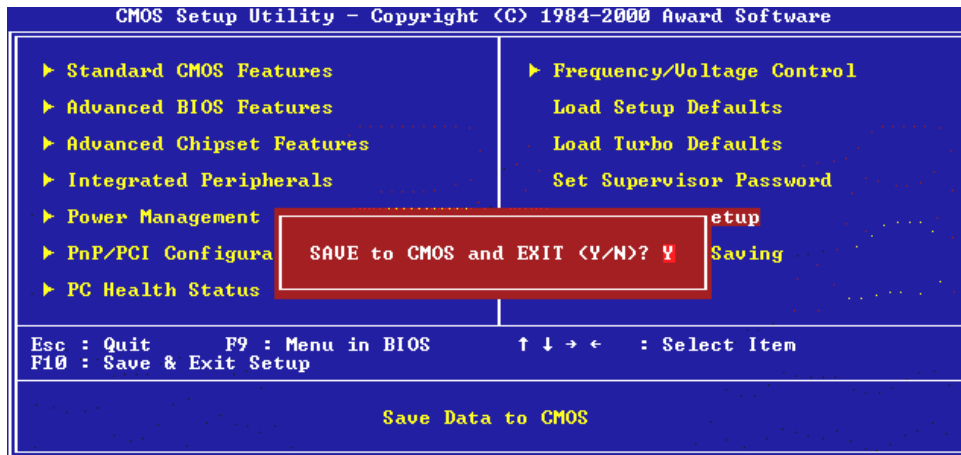 CMOS Setup Utility - Copyright (C) 1984-2000 Award Software
Standard CMOS Features
Advanced BIOS Features
Advanced Chipset Features
Integrated Peripherals
Power Management
PnP/PCI Configura
PC Health Status
Frequency/Voltage Control
Load Setup Defaults
Load Turbo Defaults
Set Supervisor Password
etup
Saving
SAVE to CMOS and EXIT (Y/N)? Y
Esc : Quit F9 : Menu in BIOS ↑ ↓ → ← : Select Item
F10 : Save & Exit Setup
Save Data to CMOS